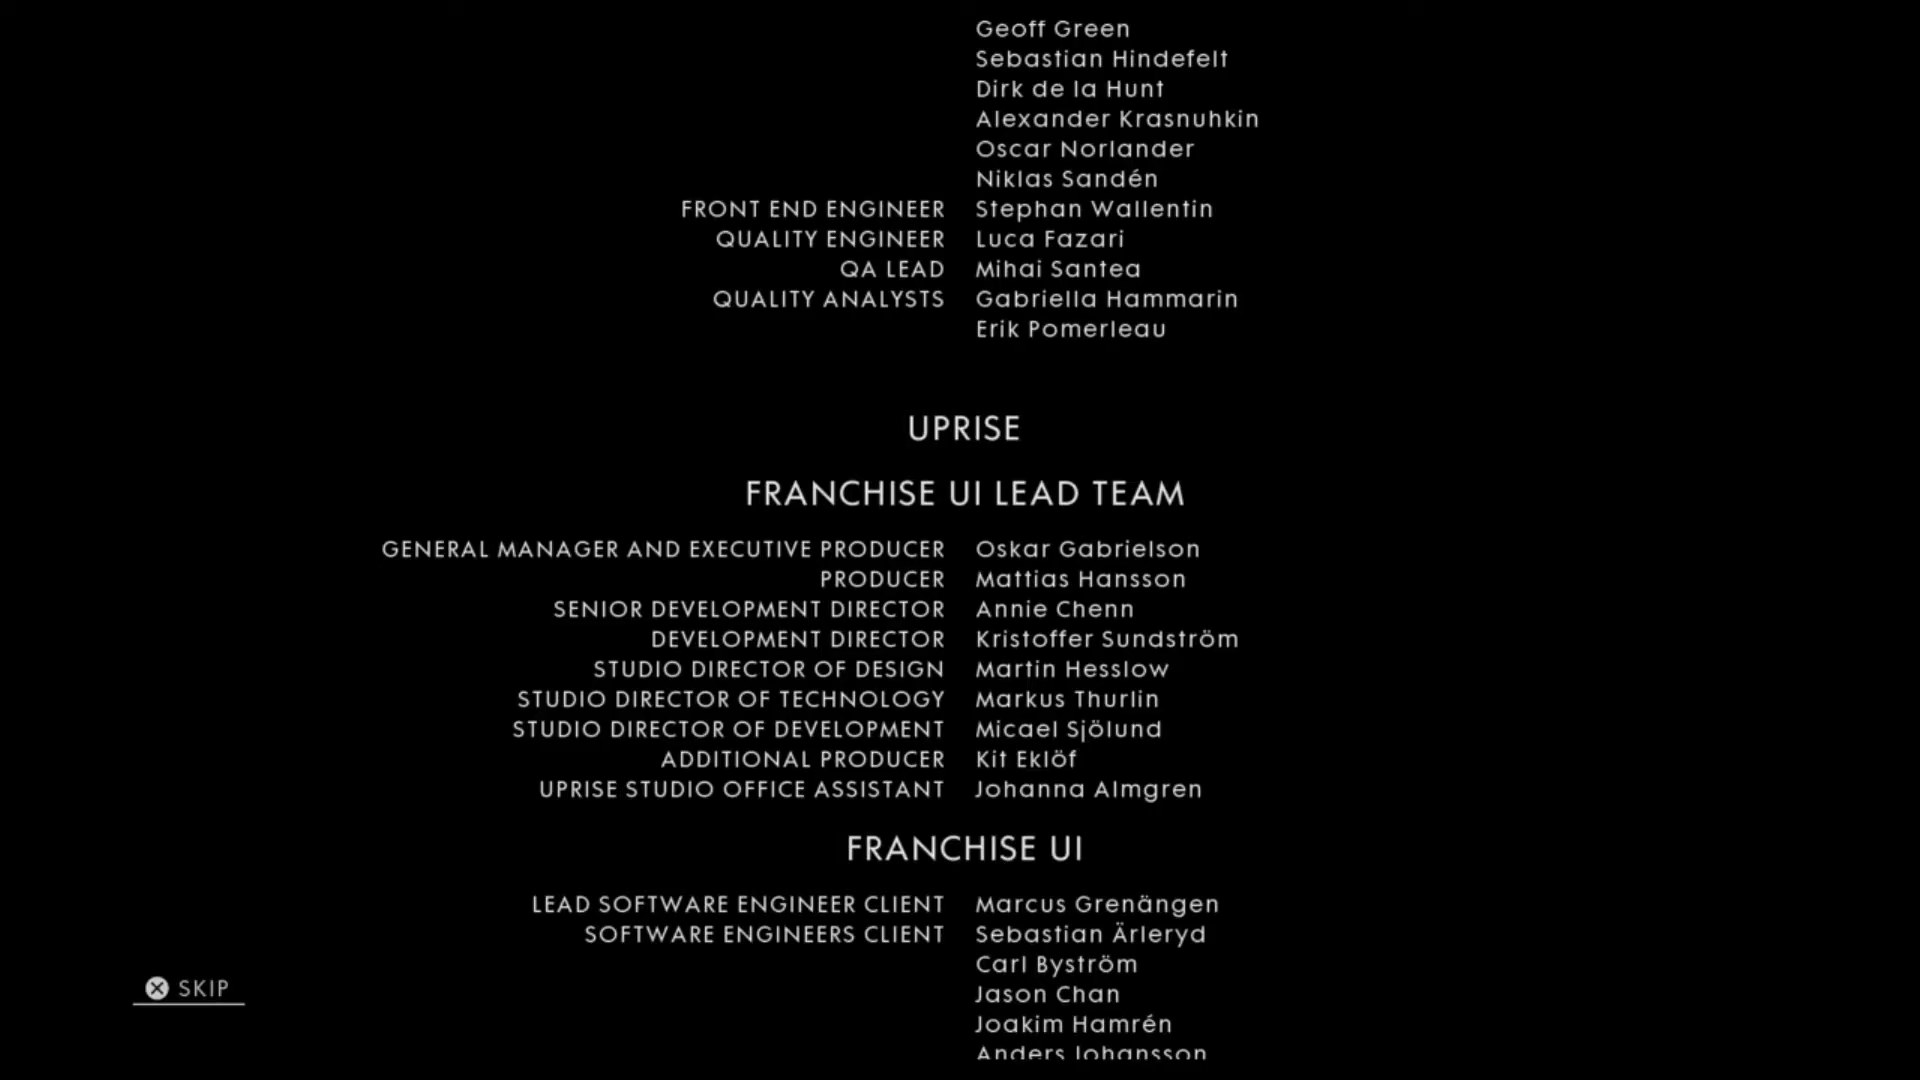 Geoff Green
Sebastian Hindefelt
Dirk de la Hunt
Alexander Krasnuhkin
Oscar Norlander
Niklas Sandén
FRONT END ENGINEER Stephan Wallentin
QUALITY ENGINEER Luca Fazari
QA LEAD Mihai Santea
QUALITY ANALYSTS Gabriella Hammarin
Erik Pomerleau
UPRISE
FRANCHISE UI LEAD TEAM
GENERAL MANAGER AND EXECUTIVE PRODUCER Oskar Gabrielson
PRODUCER Mattias Hansson
SENIOR DEVELOPMENT DIRECTOR Annie Chenn
DEVELOPMENT DIRECTOR Kristoffer Sundström
STUDIO DIRECTOR OF DESIGN Martin Hesslow
STUDIO DIRECTOR OF TECHNOLOGY Markus Thurlin
STUDIO DIRECTOR OF DEVELOPMENT Micael Sjölund
ADDITIONAL PRODUCER Kit Eklöf
UPRISE STUDIO OFFICE ASSISTANT Johanna Almgren
FRANCHISE UI
LEAD SOFTWARE ENGINEER CLIENT Marcus Grenängen
SOFTWARE ENGINEERS CLIENT Sebastian Ärleryd
Carl Byström
Jason Chan
Joakim Hamrén
Anders Johansson
SKIP